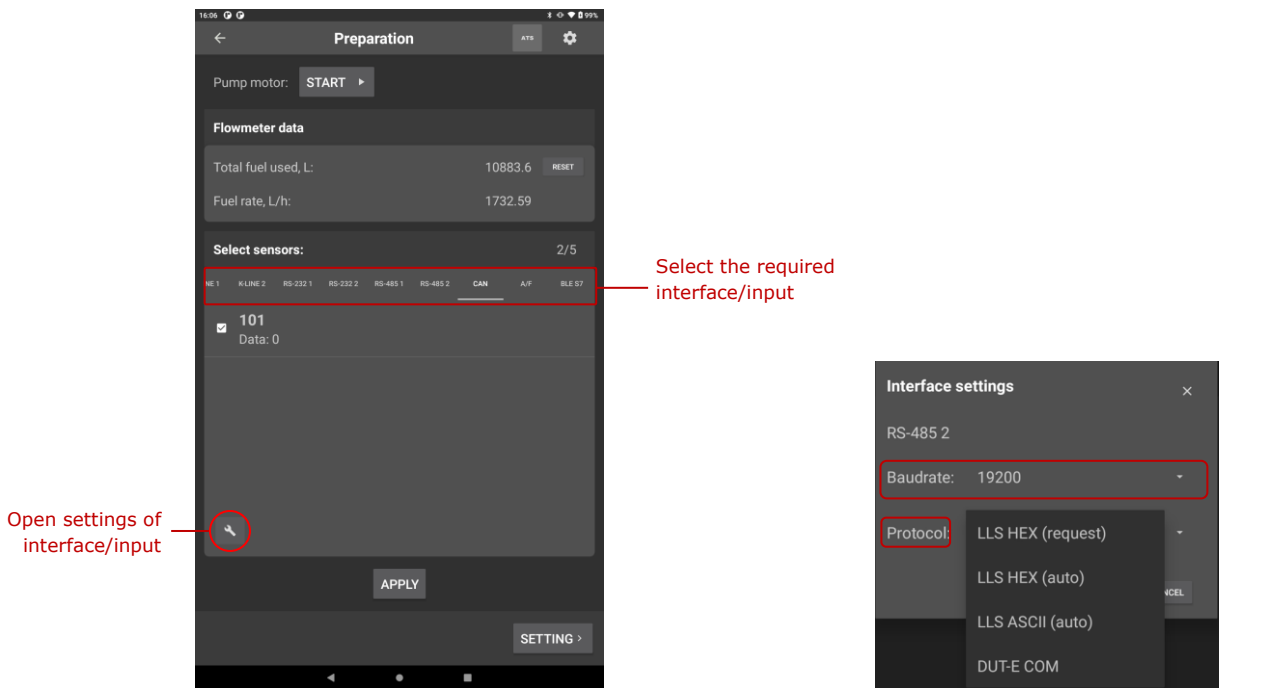 16:06
99%
Preparation
ATS
Pump motor: START
Flowmeter data
Total fuel used, L: 10883.6 RESET
Fuel rate, L/h: 1732.59
Select sensors: 2/5
NE 1 K-LINE 2 RS-232 1 RS-232 2 RS-485 1 RS-485 2 CAN A/F BLE S7
101
Data: 0
APPLY
SETTING
Select the required
interface/input
Open settings of
interface/input
Interface settings
RS-485 2
Baudrate: 19200
Protocol: LLS HEX (request)
LLS HEX (auto)
NCEL
LLS ASCII (auto)
DUT-E COM